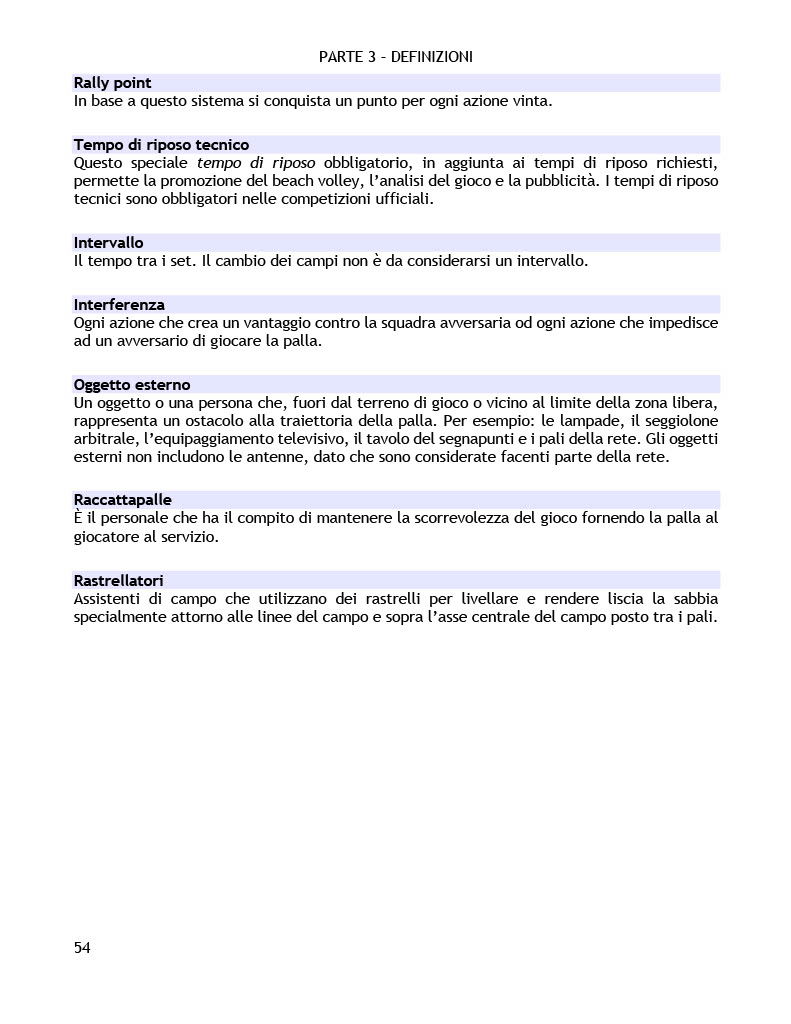 PARTE 3 – DEFINIZIONI
Rally point
In base a questo sistema si conquista un punto per ogni azione vinta.
Tempo di riposo tecnico
Questo speciale tempo di riposo obbligatorio, in aggiunta ai tempi di riposo richiesti,
permette la promozione del beach volley, l’analisi del gioco e la pubblicità. I tempi di riposo
tecnici sono obbligatori nelle competizioni ufficiali.
Intervallo
Il tempo tra i set. Il cambio dei campi non è da considerarsi un intervallo.
Interferenza
Ogni azione che crea un vantaggio contro la squadra avversaria od ogni azione che impedisce
ad un avversario di giocare la palla.
Oggetto esterno
Un oggetto o una persona che, fuori dal terreno di gioco o vicino al limite della zona libera,
rappresenta un ostacolo alla traiettoria della palla. Per esempio: le lampade, il seggiolone
arbitrale, l’equipaggiamento televisivo, il tavolo del segnapunti e i pali della rete. Gli oggetti
esterni non includono le antenne, dato che sono considerate facenti parte della rete.
Raccattapalle
È il personale che ha il compito di mantenere la scorrevolezza del gioco fornendo la palla al
giocatore al servizio.
Rastrellatori
Assistenti di campo che utilizzano dei rastrelli per livellare e rendere liscia la sabbia
specialmente attorno alle linee del campo e sopra l’asse centrale del campo posto tra i pali.
54